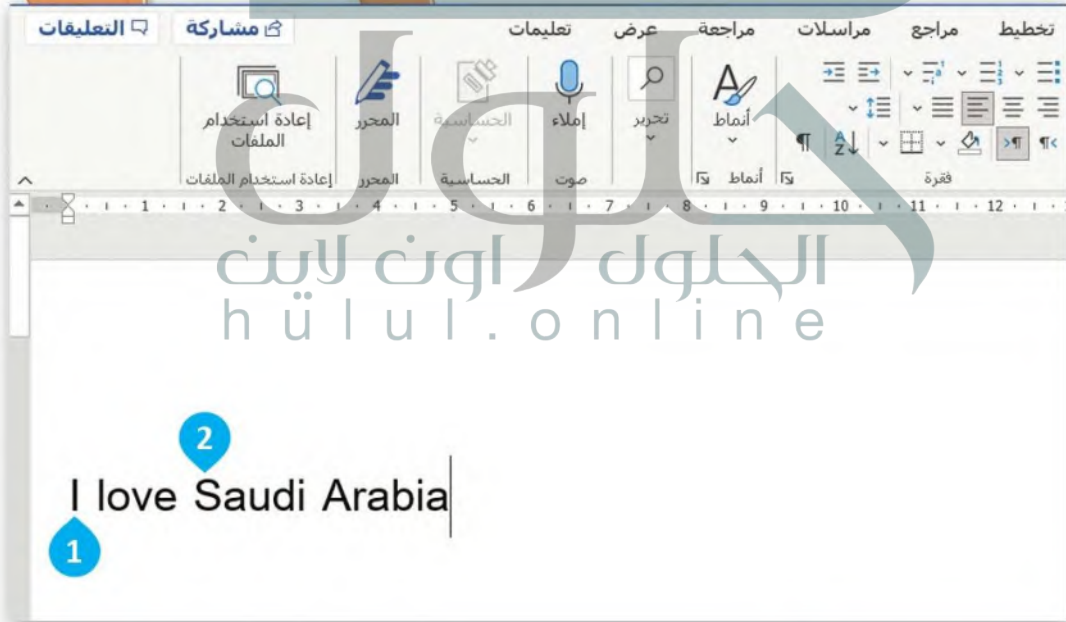 تخطيط مراجع مراسلات مراجعة عرض تعليمات مشاركة التعليقات
أنماط تحرير إملاء الحساسية المحرر إعادة استخدام الملفات
فقرة أنماط صوت الحساسية المحرر إعادة استخدام الملفات
1 2 3 4 5 6 7 8 9 10 11 12
حلول
الحلول اون لاين
hülul.online
2
I love Saudi Arabia
1